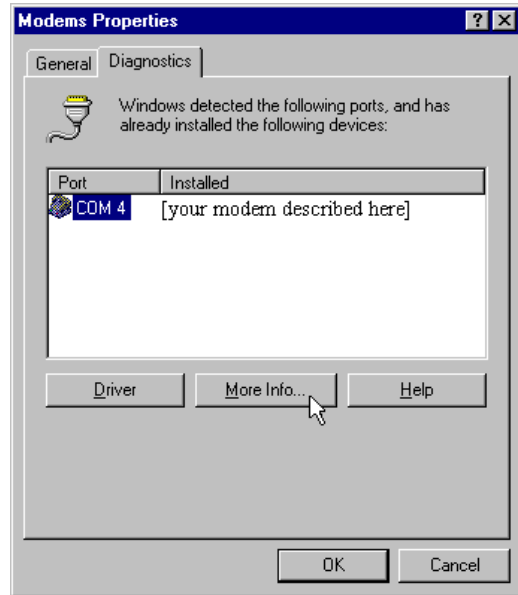 Modems Properties
General Diagnostics
Windows detected the following ports, and has
already installed the following devices:
Port Installed
COM 4 [your modem described here]
Driver More Info... Help
OK Cancel